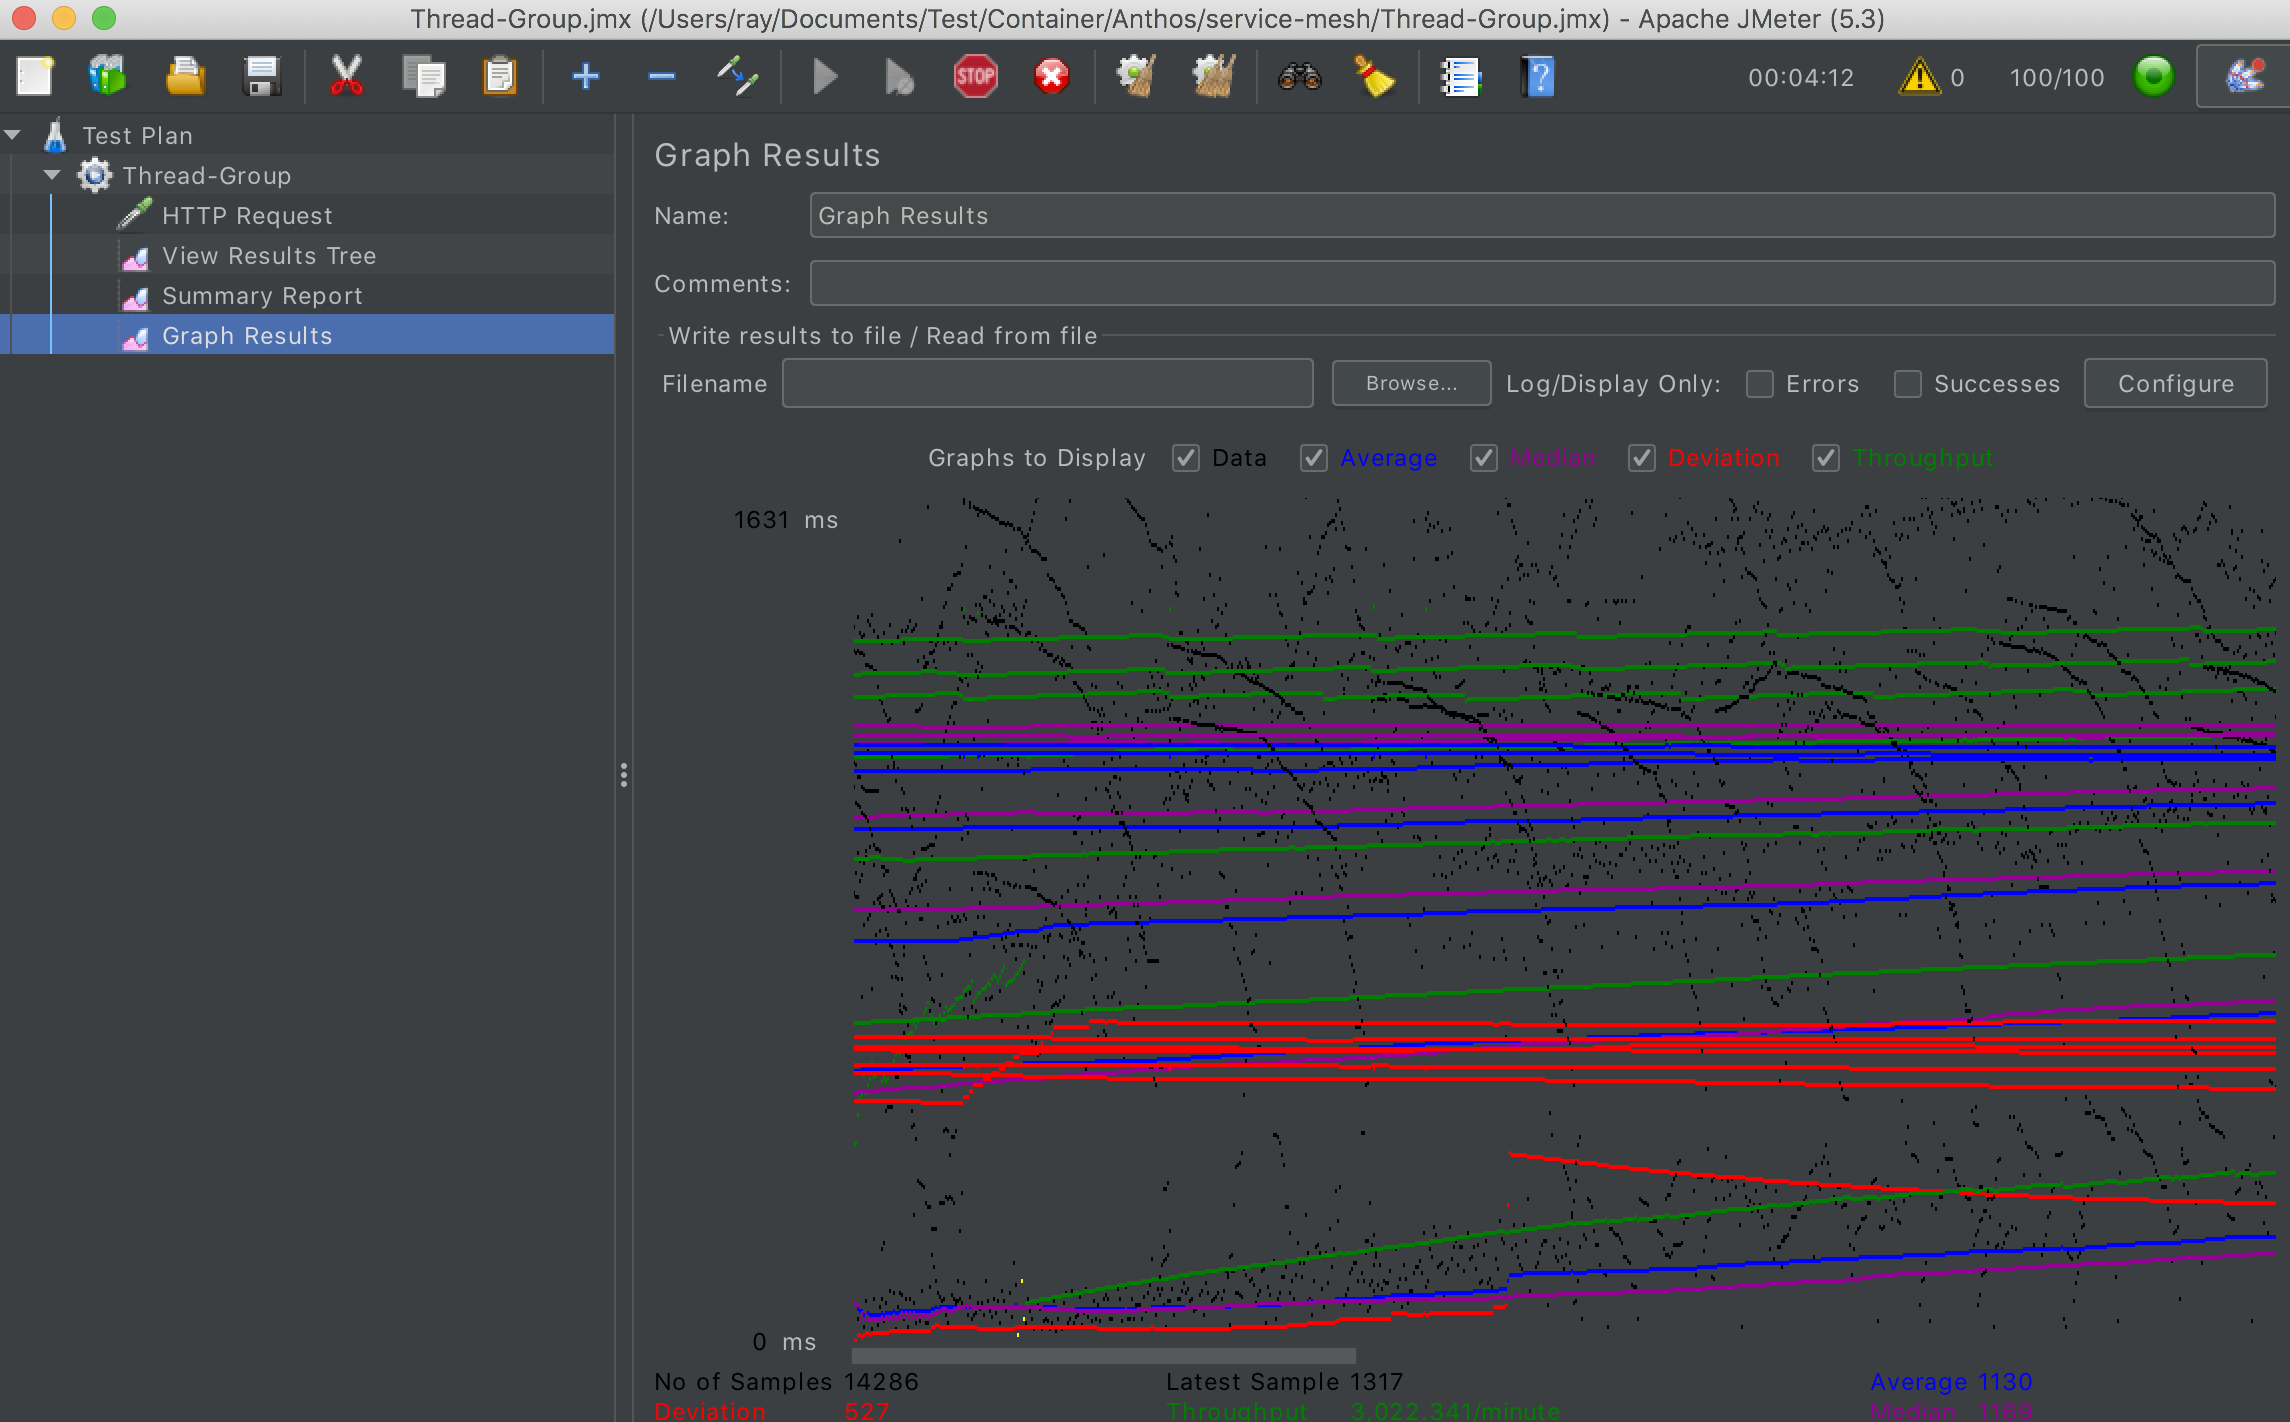 Thread-Group.jmx (/Users/ray/Documents/Test/Container/Anthos/service-mesh/Thread-Group.jmx) - Apache JMeter (5.3)
STOP
00:04:12
0
100/100
Test Plan
Thread-Group
HTTP Request
View Results Tree
Summary Report
Graph Results
Graph Results
Name:
Graph Results
Comments:
Write results to file / Read from file
Filename
Browse...
Log/Display Only:
Errors
Successes
Configure
Graphs to Display
Data
Average
Median
Deviation
Throughput
1631 ms
0 ms
No of Samples 14286
Latest Sample 1317
Average 1130
Deviation 527
Throughput 3,022.341/minute
Median 1169